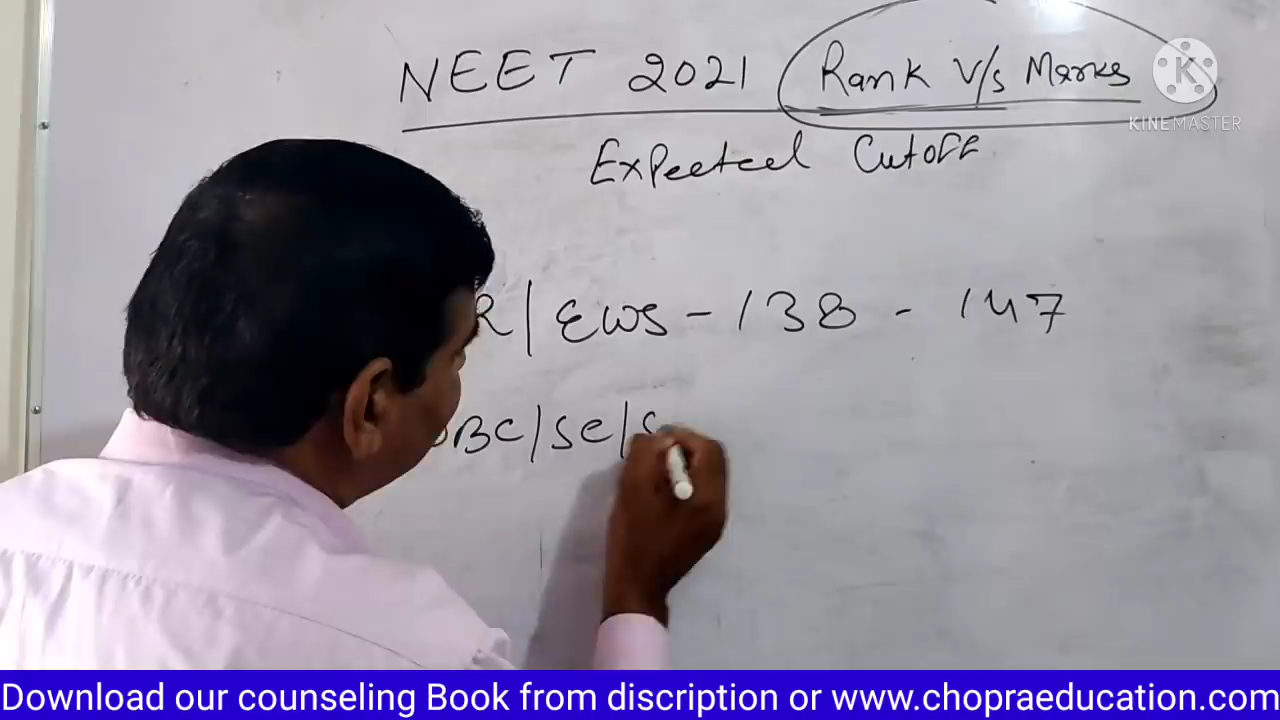 NEET 2021 Rank V/s Marks
KINEMASTER
Expected Cutoff
R/EWS - 138 - 147
OBC/SC/S
Download our counseling Book from discription or www.chopraeducation.com